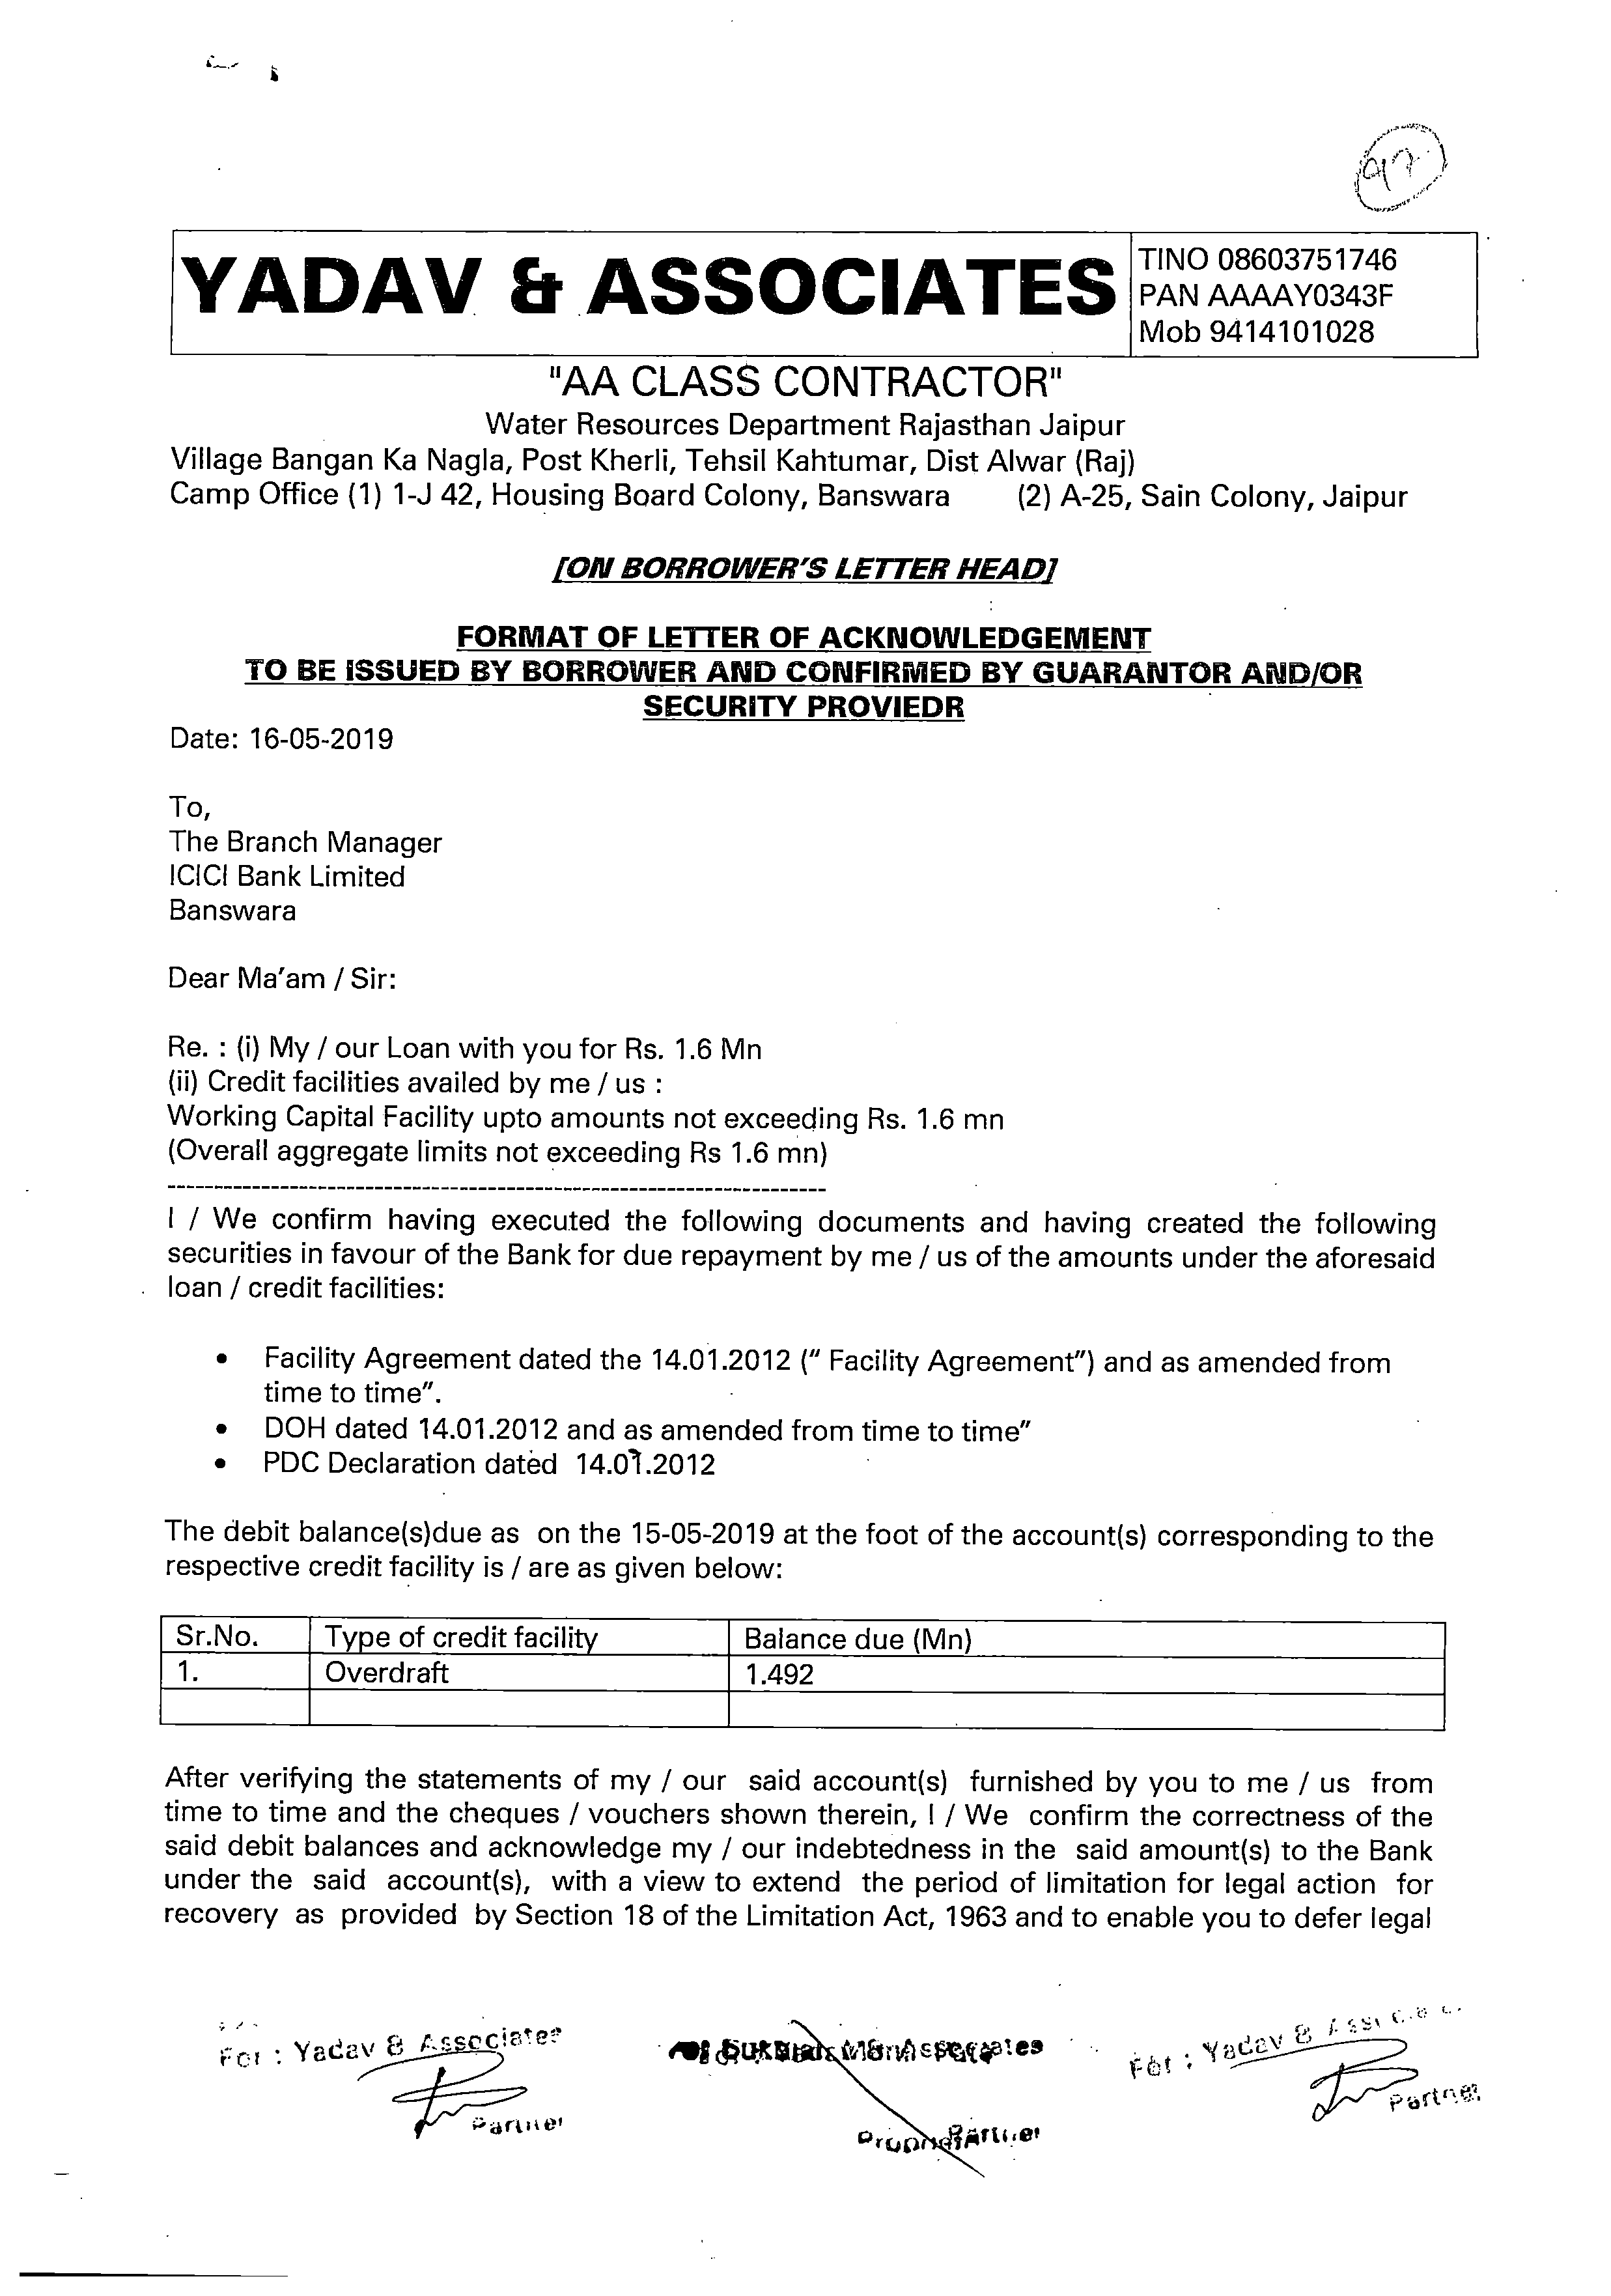 97
YADAV & ASSOCIATES
TINO 08603751746
PAN AAAAY0343F
Mob 9414101028
"AA CLASS CONTRACTOR"
Water Resources Department Rajasthan Jaipur
Village Bangan Ka Nagla, Post Kherli, Tehsil Kahtumar, Dist Alwar (Raj)
Camp Office (1) 1-J 42, Housing Board Colony, Banswara (2) A-25, Sain Colony, Jaipur
[ON BORROWER'S LETTER HEAD]
FORMAT OF LETTER OF ACKNOWLEDGEMENT
TO BE ISSUED BY BORROWER AND CONFIRMED BY GUARANTOR AND/OR
SECURITY PROVIEDR
Date: 16-05-2019
To,
The Branch Manager
ICICI Bank Limited
Banswara
Dear Ma'am / Sir:
Re. : (i) My / our Loan with you for Rs. 1.6 Mn
(ii) Credit facilities availed by me / us :
Working Capital Facility upto amounts not exceeding Rs. 1.6 mn
(Overall aggregate limits not exceeding Rs 1.6 mn)
I / We confirm having executed the following documents and having created the following
securities in favour of the Bank for due repayment by me / us of the amounts under the aforesaid
loan / credit facilities:
• Facility Agreement dated the 14.01.2012 (" Facility Agreement") and as amended from
time to time".
• DOH dated 14.01.2012 and as amended from time to time"
• PDC Declaration dated 14.01.2012
The debit balance(s)due as on the 15-05-2019 at the foot of the account(s) corresponding to the
respective credit facility is / are as given below:
Sr.No. Type of credit facility Balance due (Mn)
1. Overdraft 1.492
After verifying the statements of my / our said account(s) furnished by you to me / us from
time to time and the cheques / vouchers shown therein, I / We confirm the correctness of the
said debit balances and acknowledge my / our indebtedness in the said amount(s) to the Bank
under the said account(s), with a view to extend the period of limitation for legal action for
recovery as provided by Section 18 of the Limitation Act, 1963 and to enable you to defer legal
For : Yadav & Associates
Partner
Partner
For : Yadav & Associates
Partner